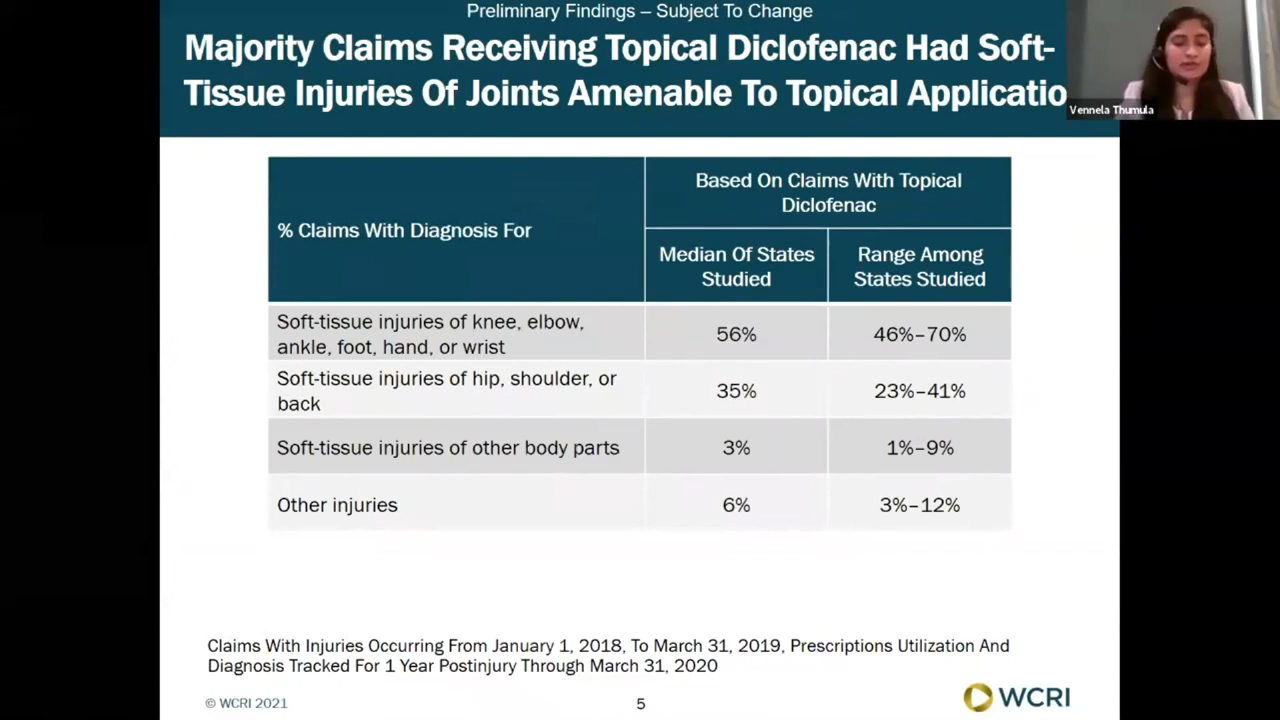 Preliminary Findings – Subject To Change
Majority Claims Receiving Topical Diclofenac Had Soft-
Tissue Injuries Of Joints Amenable To Topical Applicatio
Vennela Thumula
% Claims With Diagnosis For
Based On Claims With Topical
Diclofenac
Median Of States
Studied
Range Among
States Studied
Soft-tissue injuries of knee, elbow,
ankle, foot, hand, or wrist
56%
46%–70%
Soft-tissue injuries of hip, shoulder, or
back
35%
23%–41%
Soft-tissue injuries of other body parts
3%
1%–9%
Other injuries
6%
3%–12%
Claims With Injuries Occurring From January 1, 2018, To March 31, 2019, Prescriptions Utilization And
Diagnosis Tracked For 1 Year Postinjury Through March 31, 2020
© WCRI 2021
5
WCRI